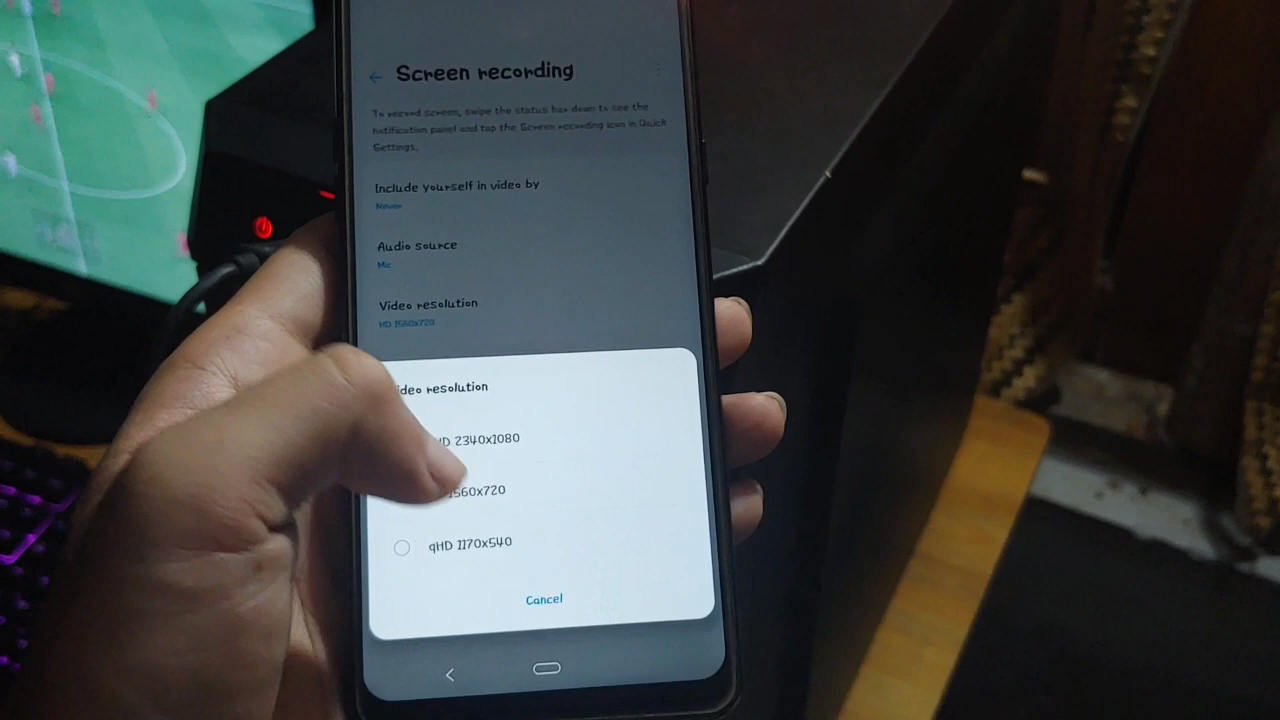 Screen recording
To record screen, swipe the status bar down to see the
notification panel and tap the Screen recording icon in Quick
Settings.
Include yourself in video by
Never
Audio source
Mic
Video resolution
HD 1560x720
ideo resolution
HD 2340x1080
1560x720
qHD 1170x540
Cancel